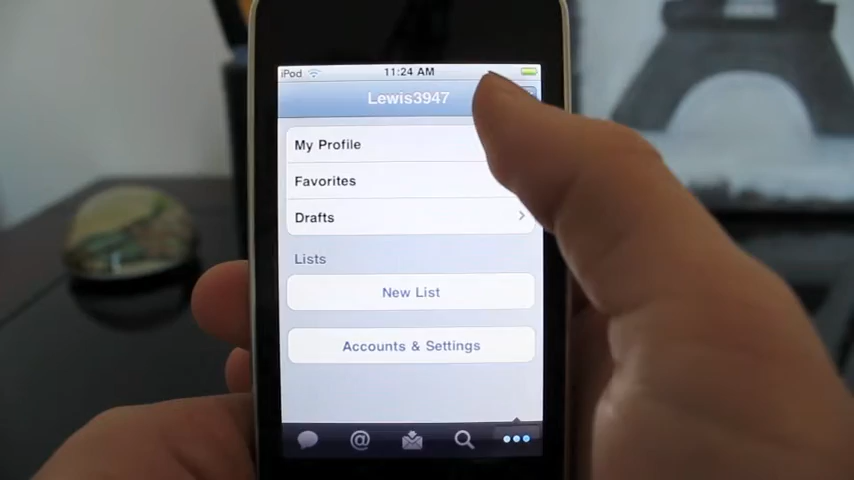 iPod 11:24 AM
Lewis3947
My Profile
Favorites
Drafts
Lists
New List
Accounts & Settings
@